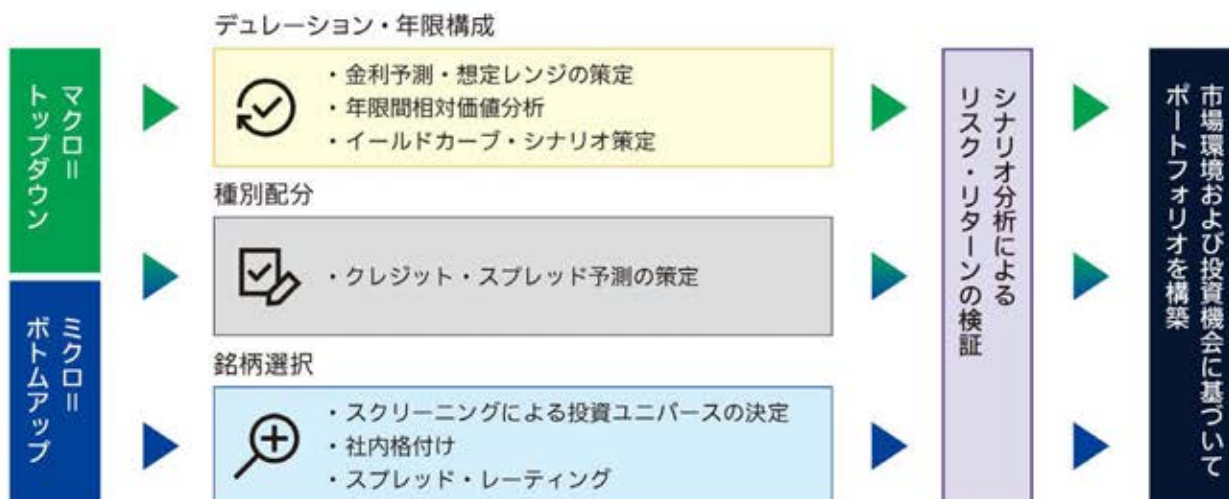 マクロ＝
トップダウン
ミクロ＝
ボトムアップ
デュレーション・年限構成
・金利予測・想定レンジの策定
・年限間相対価値分析
・イールドカーブ・シナリオ策定
種別配分
・クレジット・スプレッド予測の策定
銘柄選択
・スクリーニングによる投資ユニバースの決定
・社内格付け
・スプレッド・レーティング
シナリオ分析による
リスク・リターンの検証
市場環境および投資機会に基づいて
ポートフォリオを構築